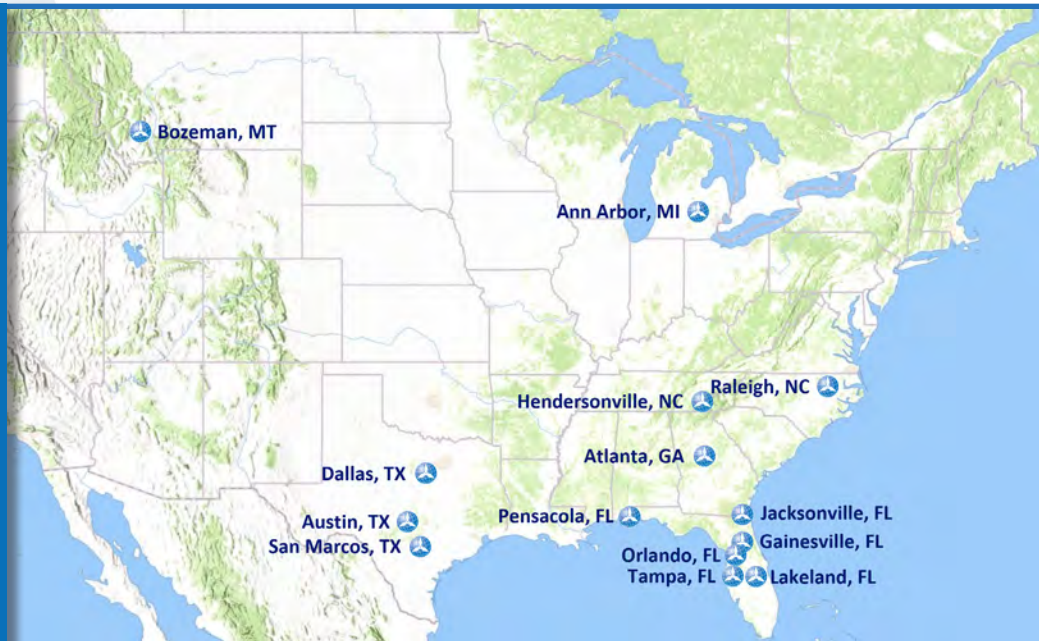 Bozeman, MT
Ann Arbor, MI
Raleigh, NC
Hendersonville, NC
Atlanta, GA
Dallas, TX
Pensacola, FL
Jacksonville, FL
Austin, TX
Gainesville, FL
San Marcos, TX
Orlando, FL
Tampa, FL
Lakeland, FL